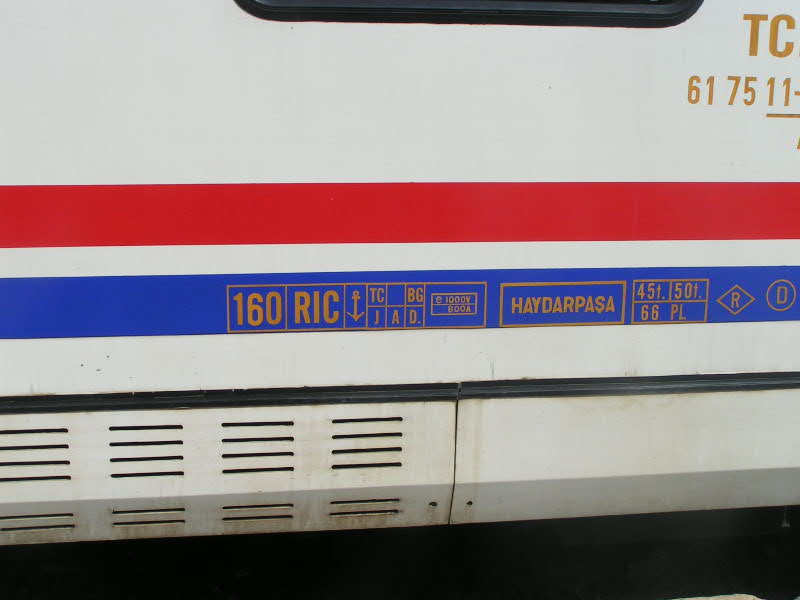 TC
61 75 11-
160 RIC TC BG e 1000V
J A D. 800A
HAYDARPAŞA
45t. 50t.
66 PL
R
D